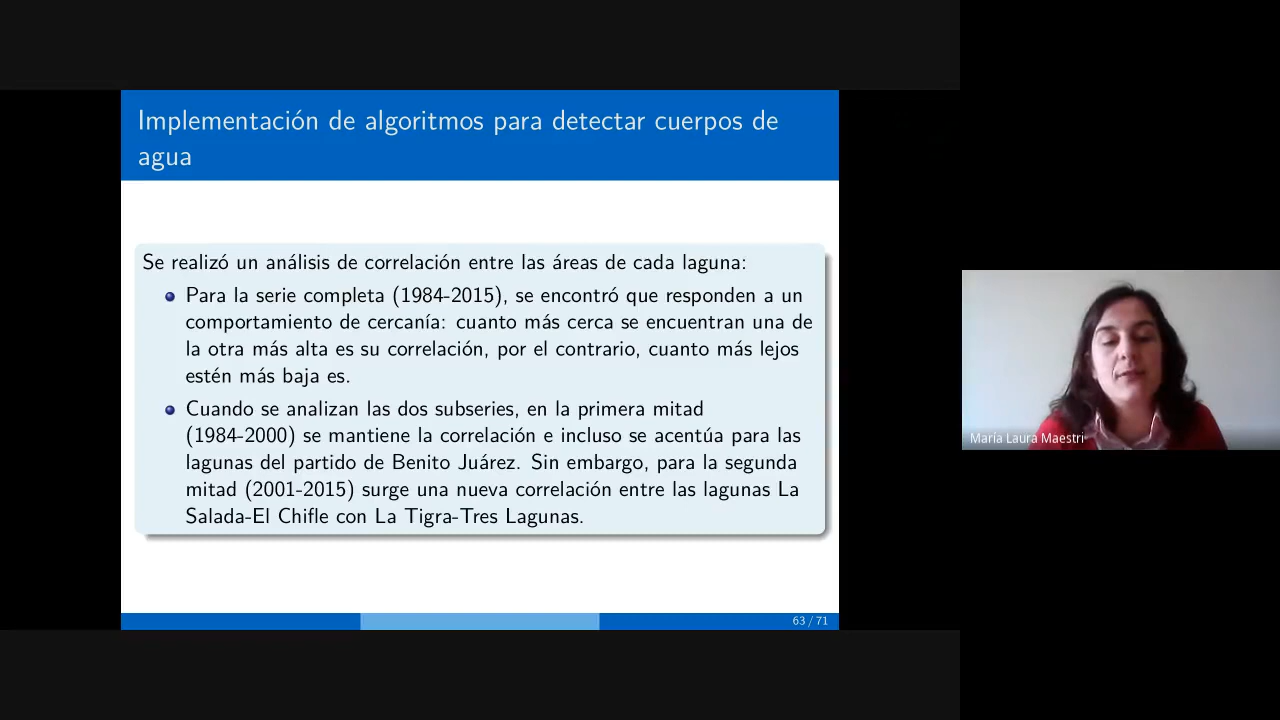 Implementación de algoritmos para detectar cuerpos de
agua
Se realizó un análisis de correlación entre las áreas de cada laguna:
Para la serie completa (1984-2015), se encontró que responden a un
comportamiento de cercanía: cuanto más cerca se encuentran una de
la otra más alta es su correlación, por el contrario, cuanto más lejos
estén más baja es.
Cuando se analizan las dos subseries, en la primera mitad
(1984-2000) se mantiene la correlación e incluso se acentúa para las
lagunas del partido de Benito Juárez. Sin embargo, para la segunda
mitad (2001-2015) surge una nueva correlación entre las lagunas La
Salada-El Chifle con La Tigra-Tres Lagunas.
63 / 71
María Laura Maestri